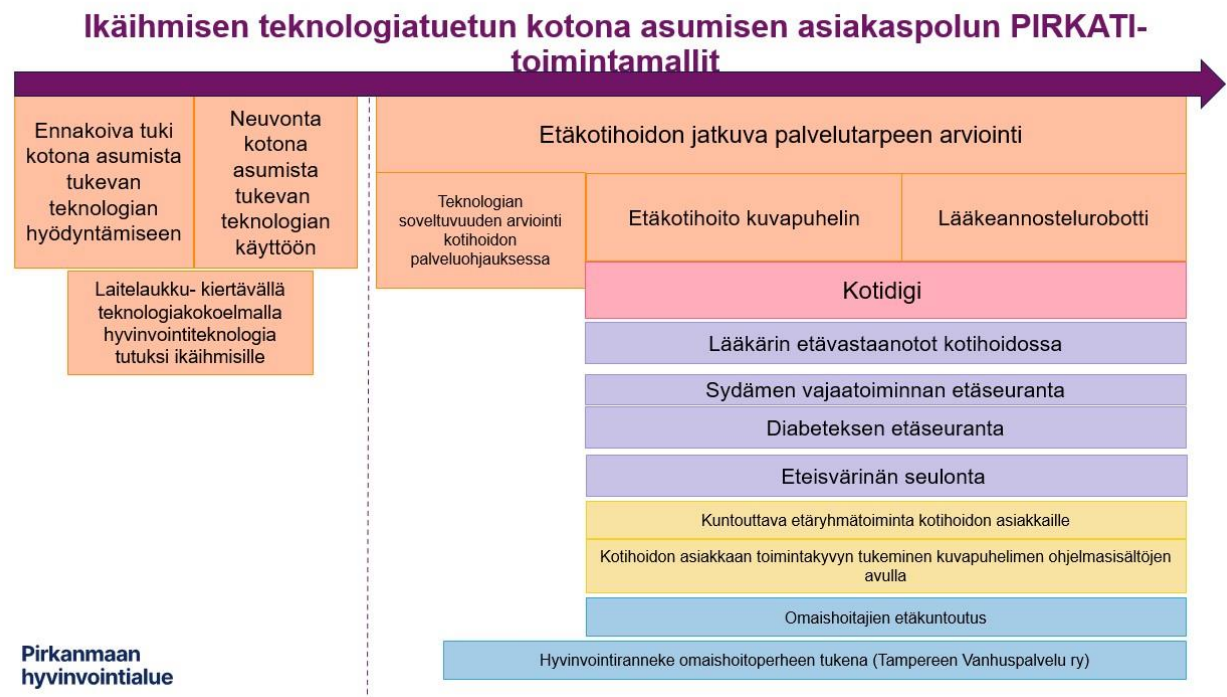 Ikäihmisen teknologiatuetun kotona asumisen asiakaspolun PIRKATI-
toimintamallit
Ennakoiva tuki
kotona asumista
tukevan
teknologian
hyödyntämiseen
Neuvonta
kotona
asumista
tukevan
teknologian
käyttöön
Laitelaukku- kiertävällä
teknologiakokoelmalla
hyvinvointiteknologia
tutuksi ikäihmisille
Etäkotihoidon jatkuva palvelutarpeen arviointi
Teknologian
soveltuvuuden arviointi
kotihoidon
palveluohjauksessa
Etäkotihoito kuvapuhelin
Lääkeannostelurobotti
Kotidigi
Lääkärin etävastaanotot kotihoidossa
Sydämen vajaatoiminnan etäseuranta
Diabeteksen etäseuranta
Eteisvärinän seulonta
Kuntouttava etäryhmätoiminta kotihoidon asiakkaille
Kotihoidon asiakkaan toimintakyvyn tukeminen kuvapuhelimen ohjelmasisältöjen
avulla
Omaishoitajien etäkuntoutus
Hyvinvointiranneke omaishoitoperheen tukena (Tampereen Vanhuspalvelu ry)
Pirkanmaan
hyvinvointialue